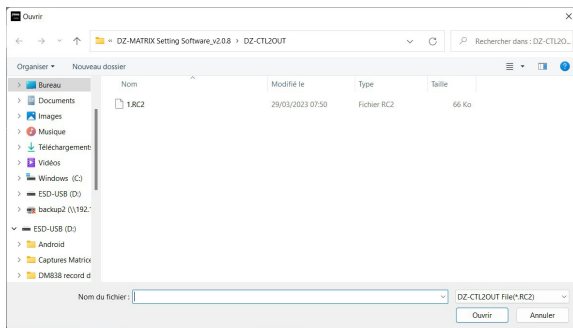 Ouvrir
« DZ-MATRIX Setting Software_v2.0.8 > DZ-CTL2OUT
Rechercher dans : DZ-CTL2O...
Organiser Nouveau dossier
Nom Modifié le Type Taille
1.RC2 29/03/2023 07:50 Fichier RC2 66 Ko
Bureau
Documents
Images
Musique
Téléchargement
Vidéos
Windows (C:)
ESD-USB (D:)
backup2 (\\192.1
ESD-USB (D:)
Android
Captures Matrice
DM838 record d
Nom du fichier : DZ-CTL2OUT File(*.RC2)
Ouvrir Annuler